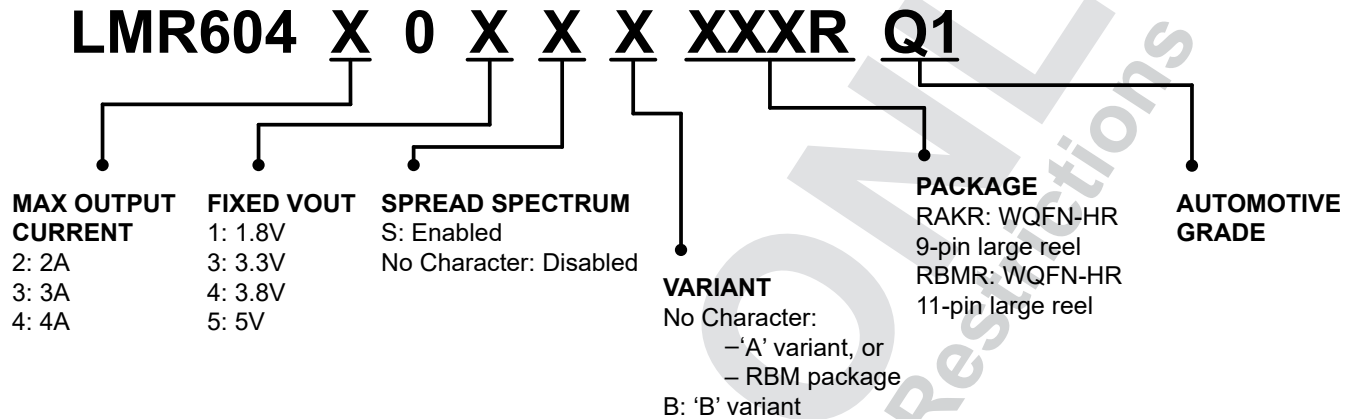 LMR604 X 0 X X X XXXR Q1
MAX OUTPUT
CURRENT
2: 2A
3: 3A
4: 4A
FIXED VOUT
1: 1.8V
3: 3.3V
4: 3.8V
5: 5V
SPREAD SPECTRUM
S: Enabled
No Character: Disabled
VARIANT
No Character:
–‘A’ variant, or
– RBM package
B: ‘B’ variant
PACKAGE
RAKR: WQFN-HR
9-pin large reel
RBMR: WQFN-HR
11-pin large reel
AUTOMOTIVE
GRADE
ONL
Restrictions